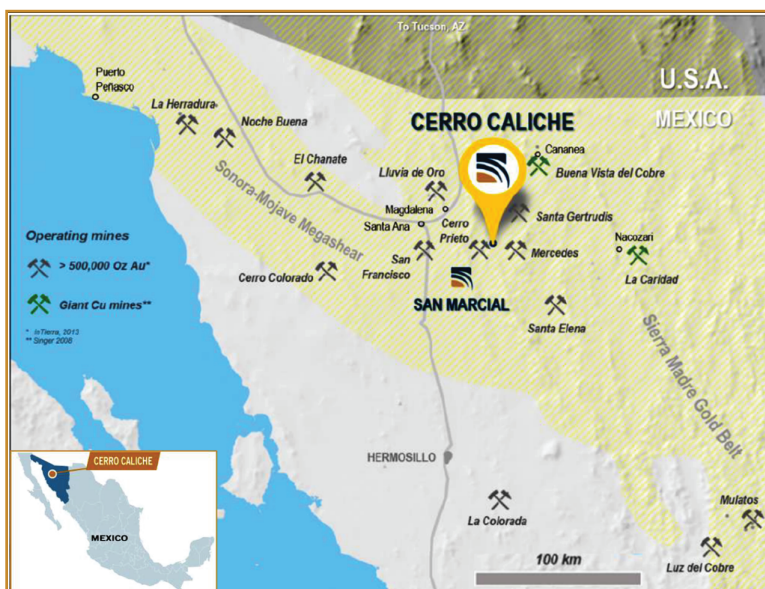 To Tucson, AZ
U.S.A.
MEXICO
Puerto
Peñasco
La Herradura
Noche Buena
El Chanate
CERRO CALICHE
Cananea
Buena Vista del Cobre
Lluvia de Oro
Magdalena
Santa Ana
Cerro
Prieto
Santa Gertrudis
Sonora-Mojave Megashear
San
Francisco
Mercedes
Nacozari
La Caridad
Operating mines
> 500,000 Oz Au*
Giant Cu mines**
* InTierra, 2013
** Singer 2008
Cerro Colorado
SAN MARCIAL
Santa Elena
Sierra Madre Gold Belt
HERMOSILLO
La Colorada
Mulatos
Luz del Cobre
100 km
CERRO CALICHE
MEXICO